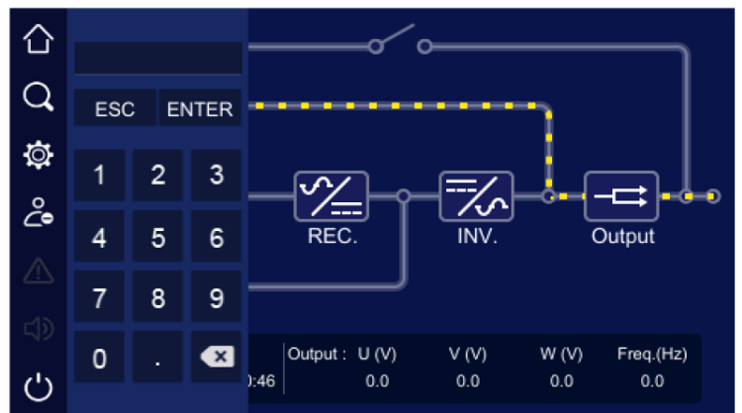 ESC ENTER
1 2 3
4 5 6
7 8 9
0 .
REC.
INV.
Output
Output : U (V) V (V) W (V) Freq.(Hz)
:46 0.0 0.0 0.0 0.0